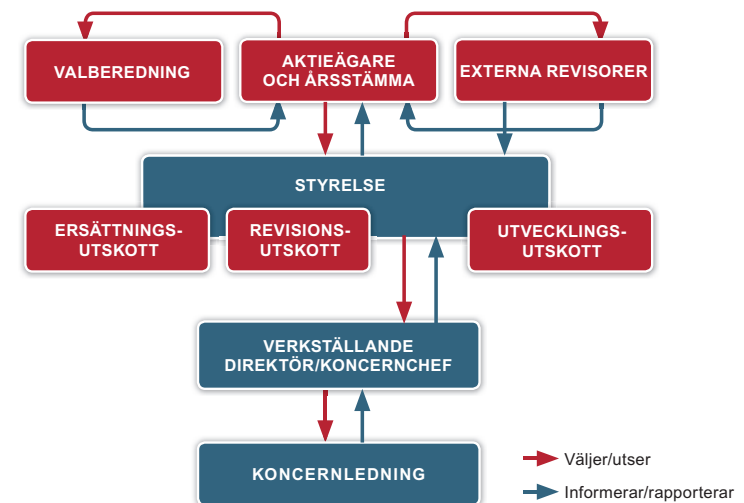 VALBEREDNING
AKTIEÄGARE
OCH ÅRSSTÄMMA
EXTERNA REVISORER
STYRELSE
ERSÄTTNINGS-
UTSKOTT
REVISIONS-
UTSKOTT
UTVECKLINGS-
UTSKOTT
VERKSTÄLLANDE
DIREKTÖR/KONCERNCHEF
KONCERNLEDNING
Väljer/utser
Informerar/rapporterar